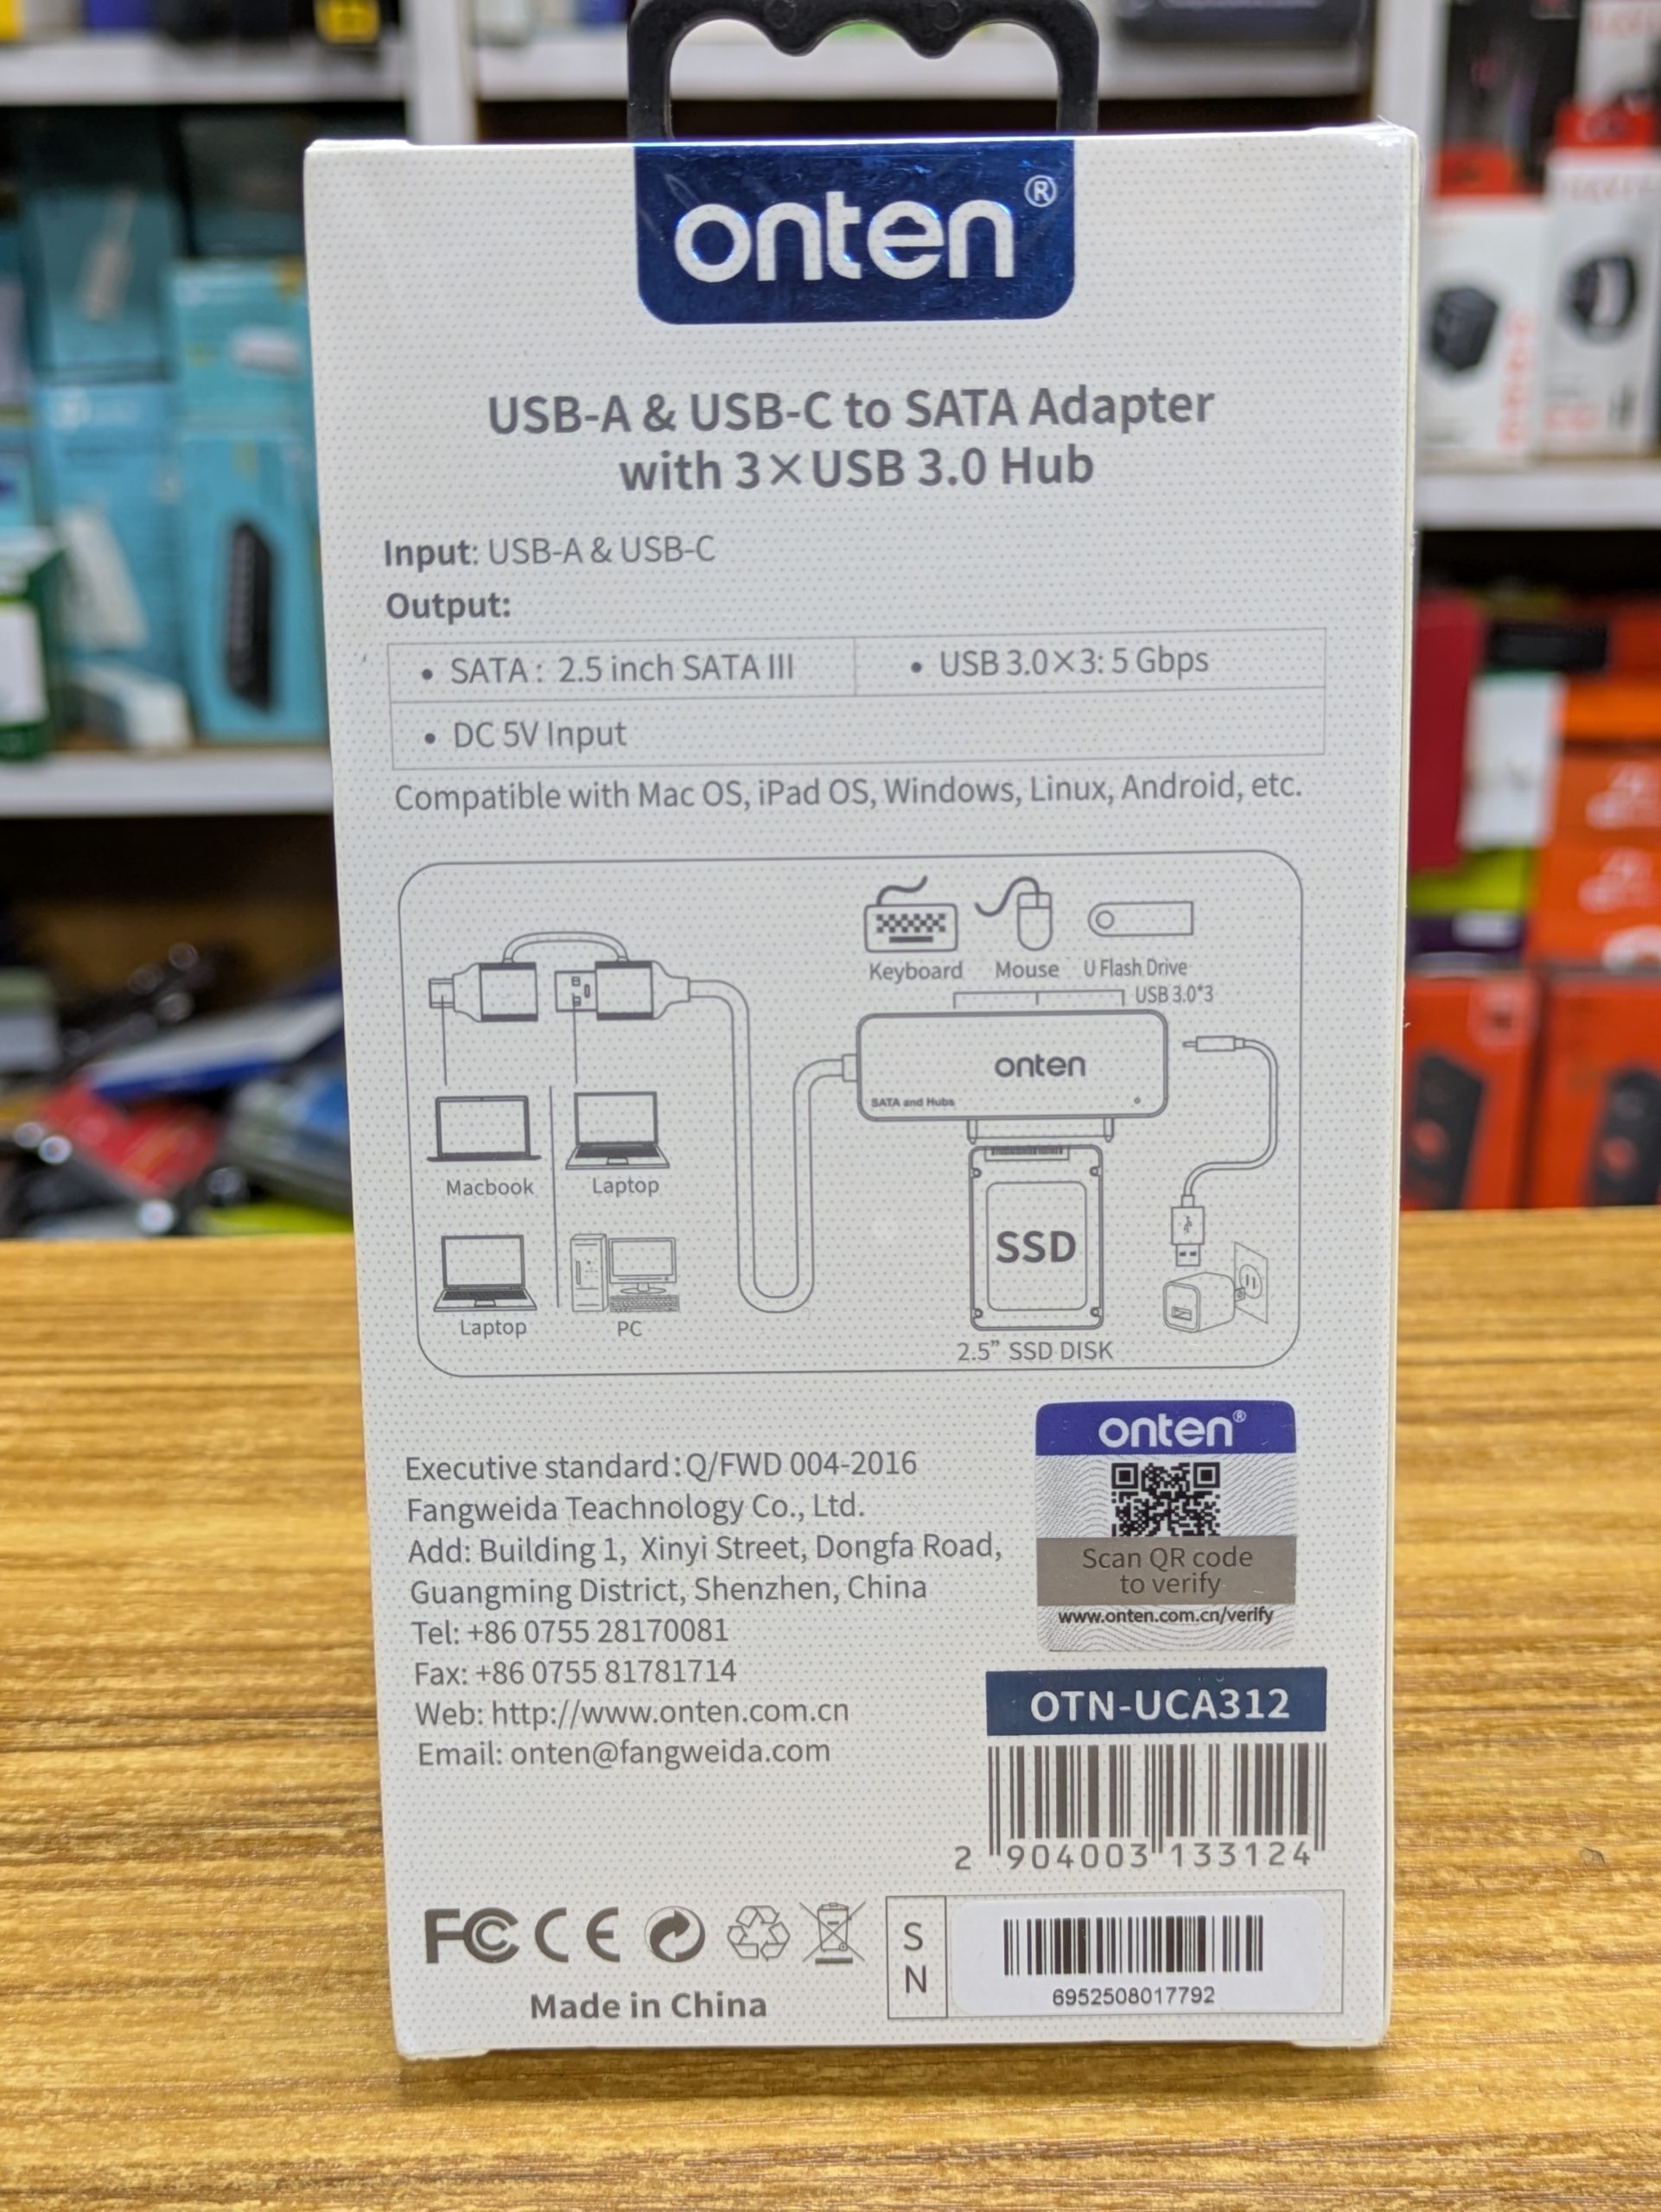 onten®
USB-A & USB-C to SATA Adapter
with 3×USB 3.0 Hub
Input: USB-A & USB-C
Output:
• SATA: 2.5 inch SATA III
• USB 3.0×3: 5 Gbps
• DC 5V Input
Compatible with Mac OS, iPad OS, Windows, Linux, Android, etc.
Keyboard Mouse U Flash Drive
USB 3.0*3
onten
SATA and Hubs
Macbook Laptop
SSD
Laptop PC
2.5” SSD DISK
onten®
Executive standard:Q/FWD 004-2016
Fangweida Teachnology Co., Ltd.
Add: Building 1, Xinyi Street, Dongfa Road,
Guangming District, Shenzhen, China
Tel: +86 0755 28170081
Fax: +86 0755 81781714
Web: http://www.onten.com.cn
Email: onten@fangweida.com
Scan QR code
to verify
www.onten.com.cn/verify
OTN-UCA312
2 904003 133124
FC CE
Made in China
SN
6952508017792